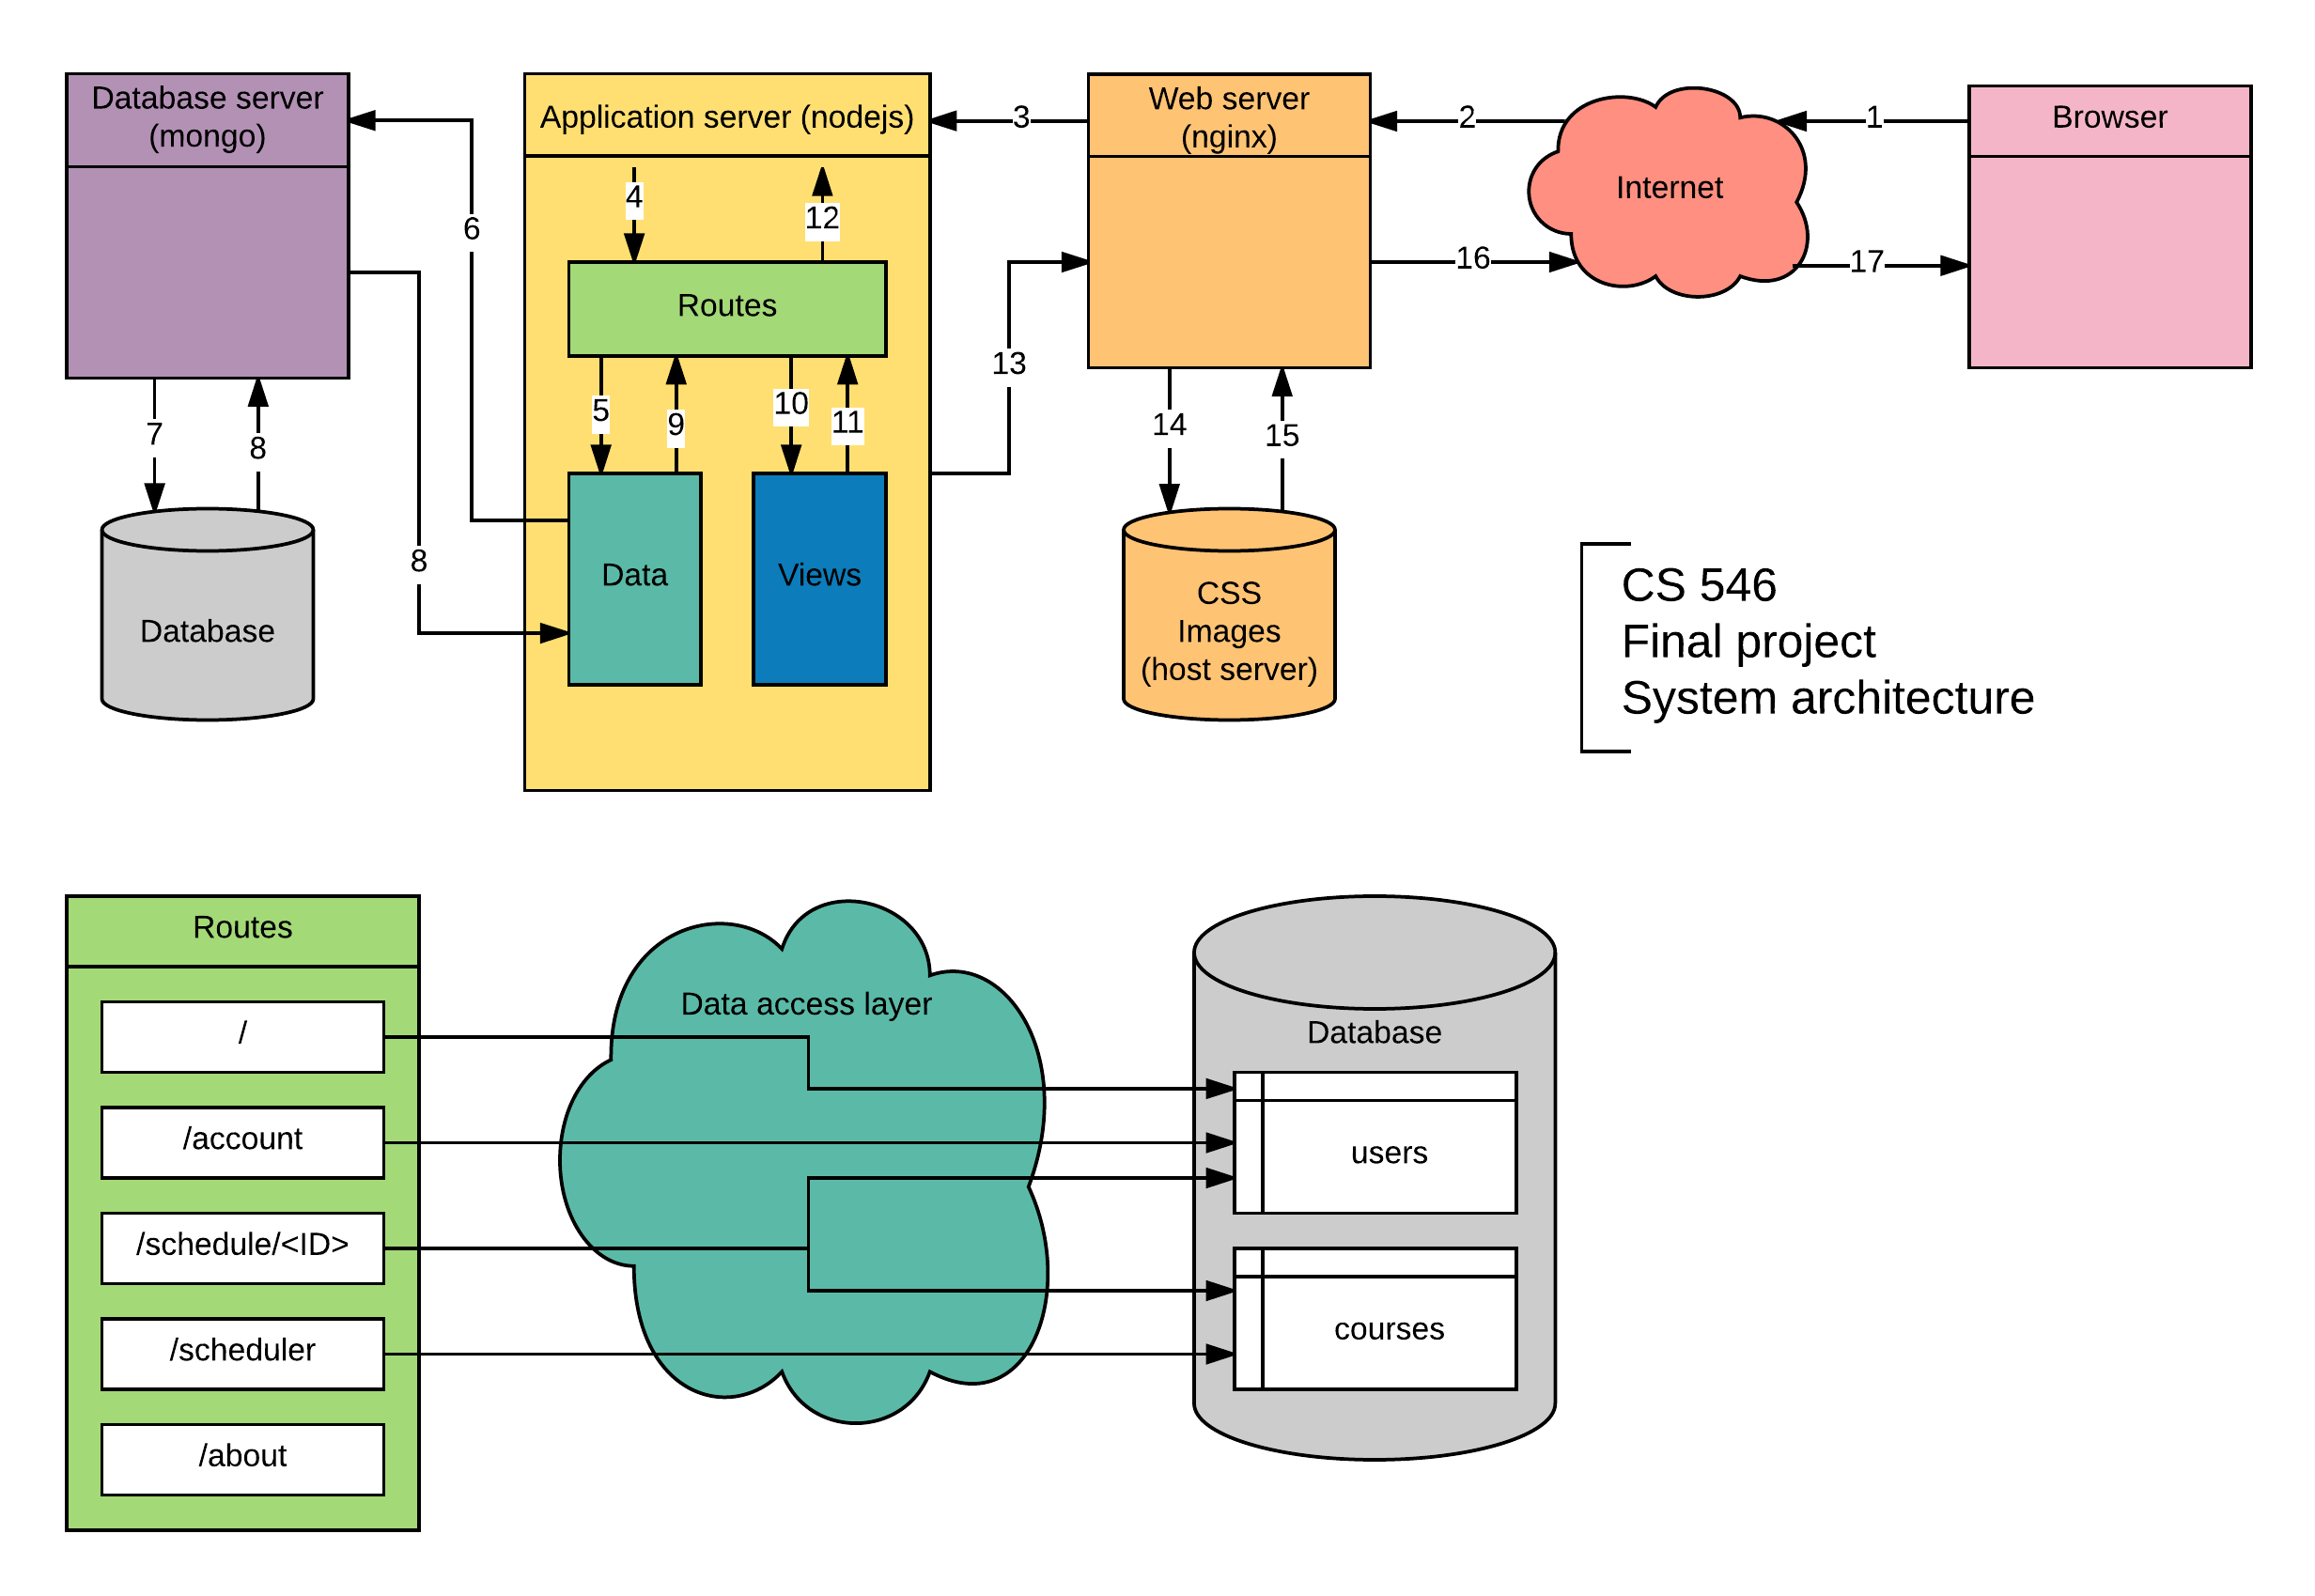 Database server
(mongo)
Application server (nodejs)
3
Web server
(nginx)
2
Internet
1
Browser
4
12
6
Routes
16
17
13
5
9
10
11
7
8
14
15
8
Data
Views
Database
CSS
Images
(host server)
CS 546
Final project
System architecture
Routes
/
/account
/schedule/<ID>
/scheduler
/about
Data access layer
Database
users
courses